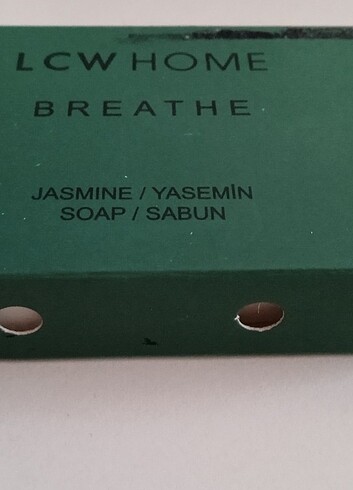 LCW HOME
BREATHE
JASMINE / YASEMİN
SOAP / SABUN